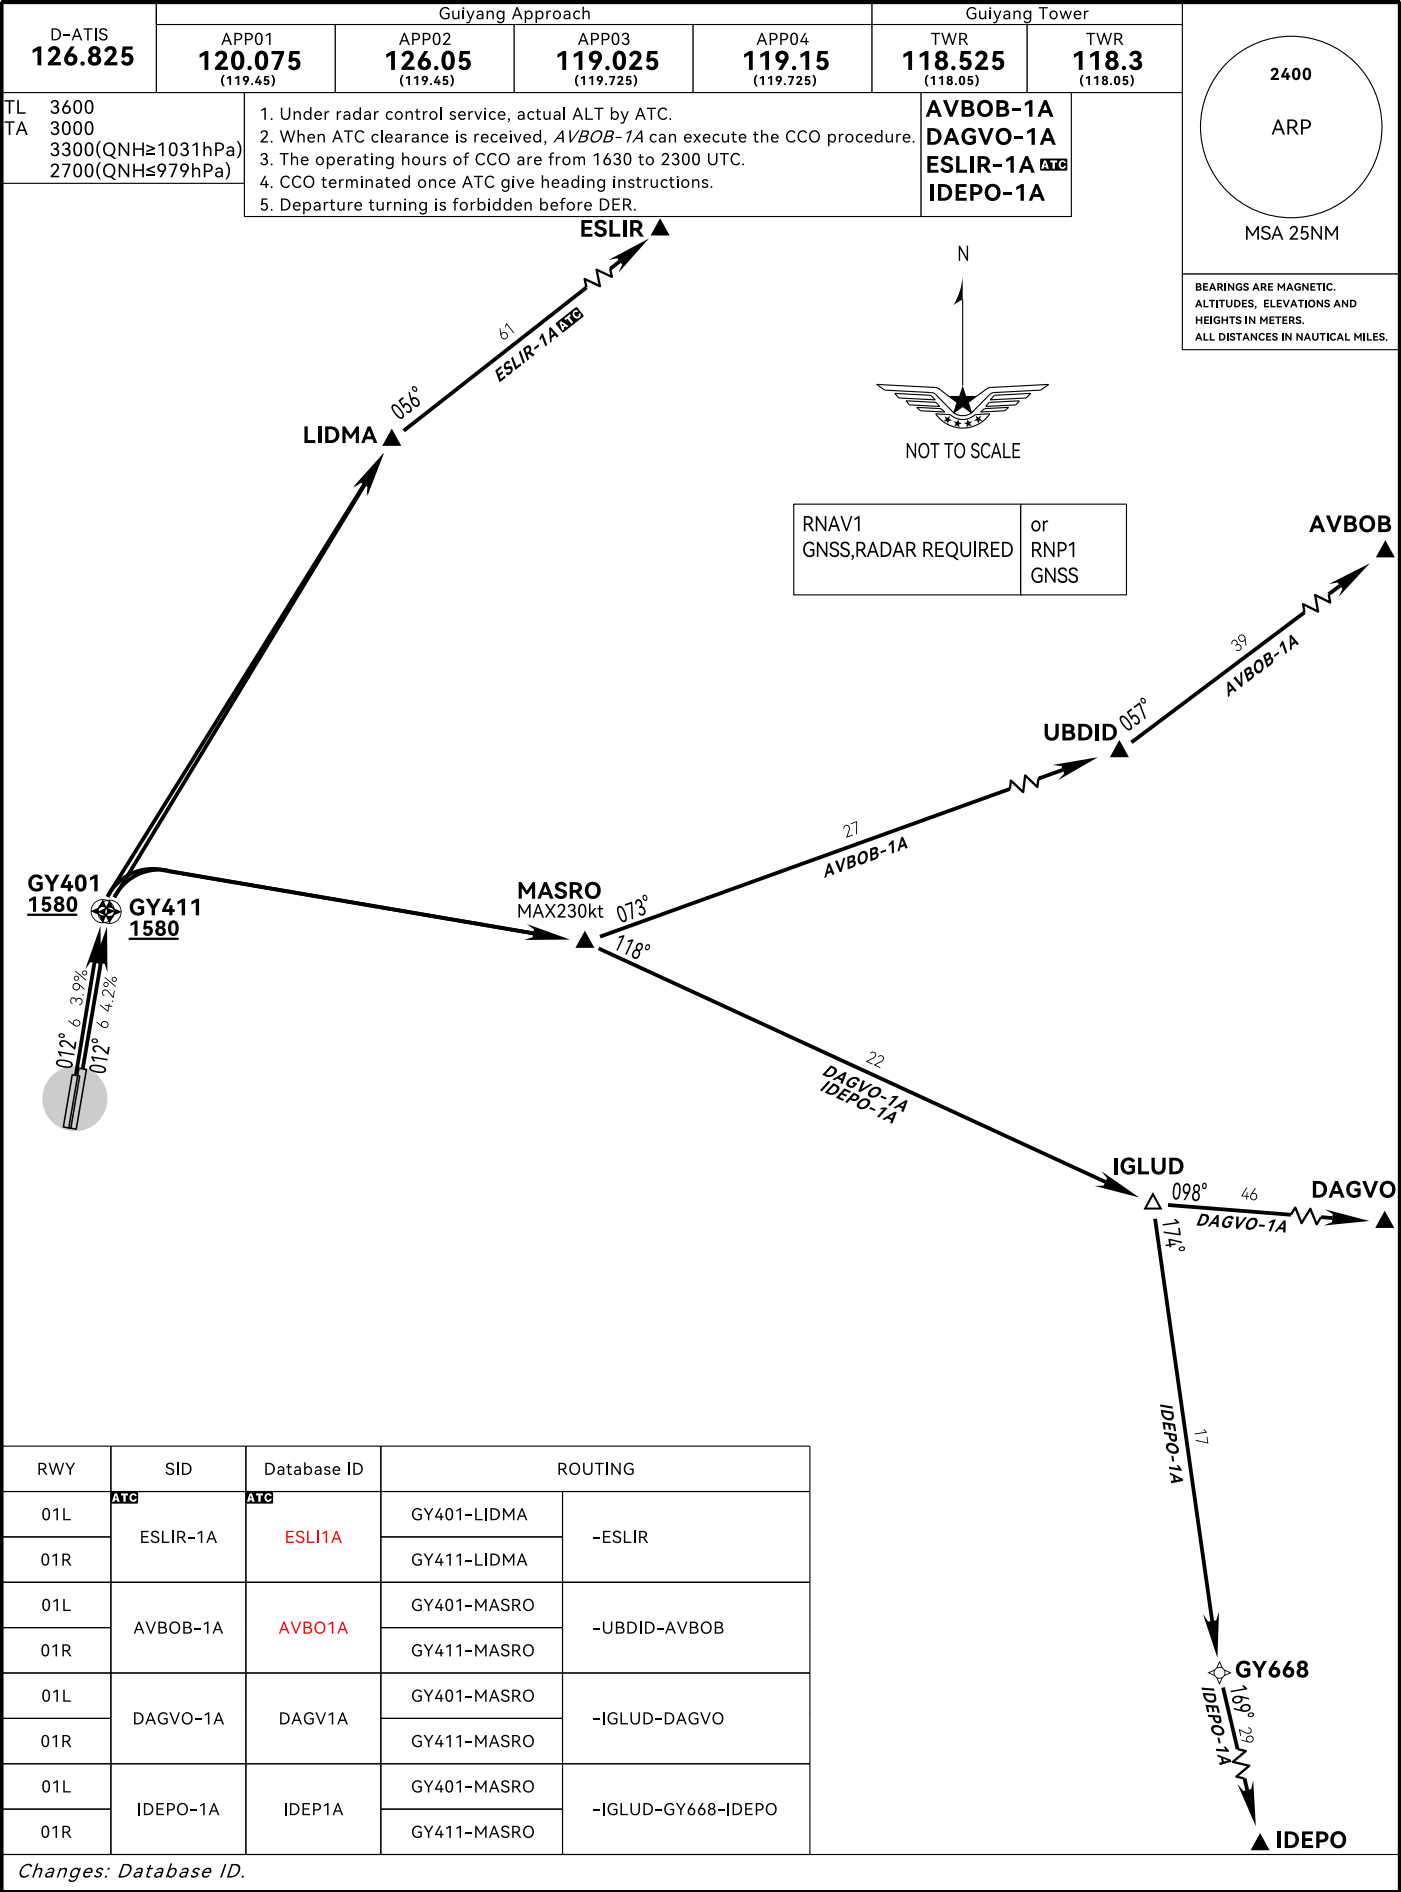 D-ATIS
126.825
Guiyang Approach
APP01
120.075
(119.45)
APP02
126.05
(119.45)
APP03
119.025
(119.725)
APP04
119.15
(119.725)
Guiyang Tower
TWR
118.525
(118.05)
TWR
118.3
(118.05)
TL 3600
TA 3000
3300(QNH≥1031hPa)
2700(QNH≤979hPa)
1. Under radar control service, actual ALT by ATC.
2. When ATC clearance is received, AVBOB-1A can execute the CCO procedure.
3. The operating hours of CCO are from 1630 to 2300 UTC.
4. CCO terminated once ATC give heading instructions.
5. Departure turning is forbidden before DER.
AVBOB-1A
DAGVO-1A
ESLIR-1A ATC
IDEPO-1A
2400
ARP
MSA 25NM
BEARINGS ARE MAGNETIC.
ALTITUDES, ELEVATIONS AND
HEIGHTS IN METERS.
ALL DISTANCES IN NAUTICAL MILES.
N
NOT TO SCALE
RNAV1
GNSS,RADAR REQUIRED
or
RNP1
GNSS
ESLIR
61
ESLIR-1A ATC
056°
LIDMA
AVBOB
39
AVBOB-1A
057°
UBDID
27
AVBOB-1A
073°
MASRO
MAX230kt
118°
GY401
1580
GY411
1580
012° 6 3.9%
012° 6 4.2%
22
DAGVO-1A
IDEPO-1A
IGLUD
098°
46
DAGVO-1A
DAGVO
174°
IDEPO-1A
17
GY668
169° 29
IDEPO-1A
IDEPO
RWY SID Database ID ROUTING
01L
01R
ATC
ESLIR-1A
ATC
ESLI1A
GY401-LIDMA
GY411-LIDMA
-ESLIR
01L
01R
AVBOB-1A
AVBO1A
GY401-MASRO
GY411-MASRO
-UBDID-AVBOB
01L
01R
DAGVO-1A
DAGV1A
GY401-MASRO
GY411-MASRO
-IGLUD-DAGVO
01L
01R
IDEPO-1A
IDEP1A
GY401-MASRO
GY411-MASRO
-IGLUD-GY668-IDEPO
Changes: Database ID.